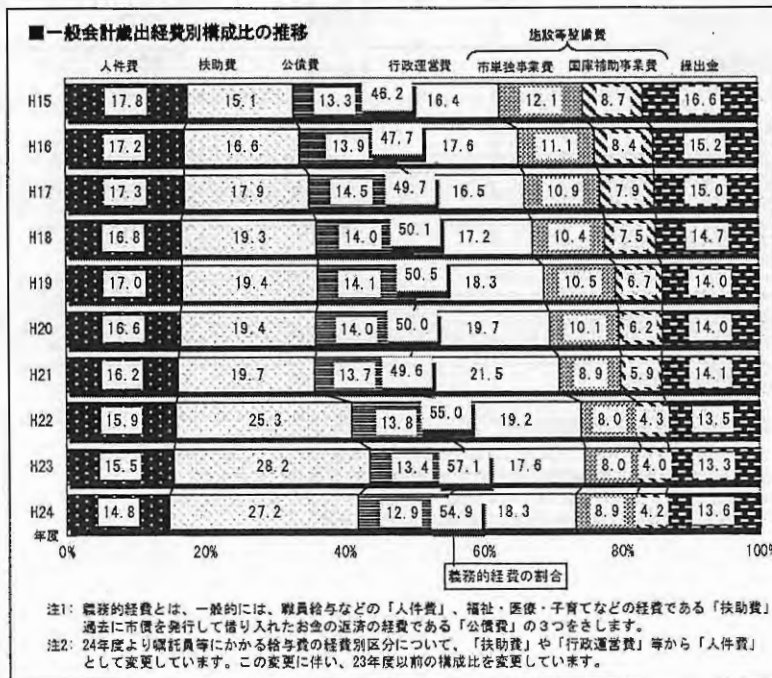 ■一般会計歳出経費別構成比の推移
施設等整備費
人件費 扶助費 公債費 行政運営費 市単独事業費 国庫補助事業費 繰出金
H15 17.8 15.1 13.3 46.2 16.4 12.1 8.7 16.6
H16 17.2 16.6 13.9 47.7 17.6 11.1 8.4 15.2
H17 17.3 17.9 14.5 49.7 16.5 10.9 7.9 15.0
H18 16.8 19.3 14.0 50.1 17.2 10.4 7.5 14.7
H19 17.0 19.4 14.1 50.5 18.3 10.5 6.7 14.0
H20 16.6 19.4 14.0 50.0 19.7 10.1 6.2 14.0
H21 16.2 19.7 13.7 49.6 21.5 8.9 5.9 14.1
H22 15.9 25.3 13.8 55.0 19.2 8.0 4.3 13.5
H23 15.5 28.2 13.4 57.1 17.6 8.0 4.0 13.3
H24 14.8 27.2 12.9 54.9 18.3 8.9 4.2 13.6
年度
0% 20% 40% 60% 80% 100%
義務的経費の割合
注1: 義務的経費とは、一般的には、職員給与などの「人件費」、福祉・医療・子育てなどの経費である「扶助費」
過去に市債を発行して借り入れたお金の返済の経費である「公債費」の3つをさします。
注2: 24年度より嘱託員等にかかる給与費の経費別区分について、「扶助費」や「行政運営費」等から「人件費」
として変更しています。この変更に伴い、23年度以前の構成比を変更しています。